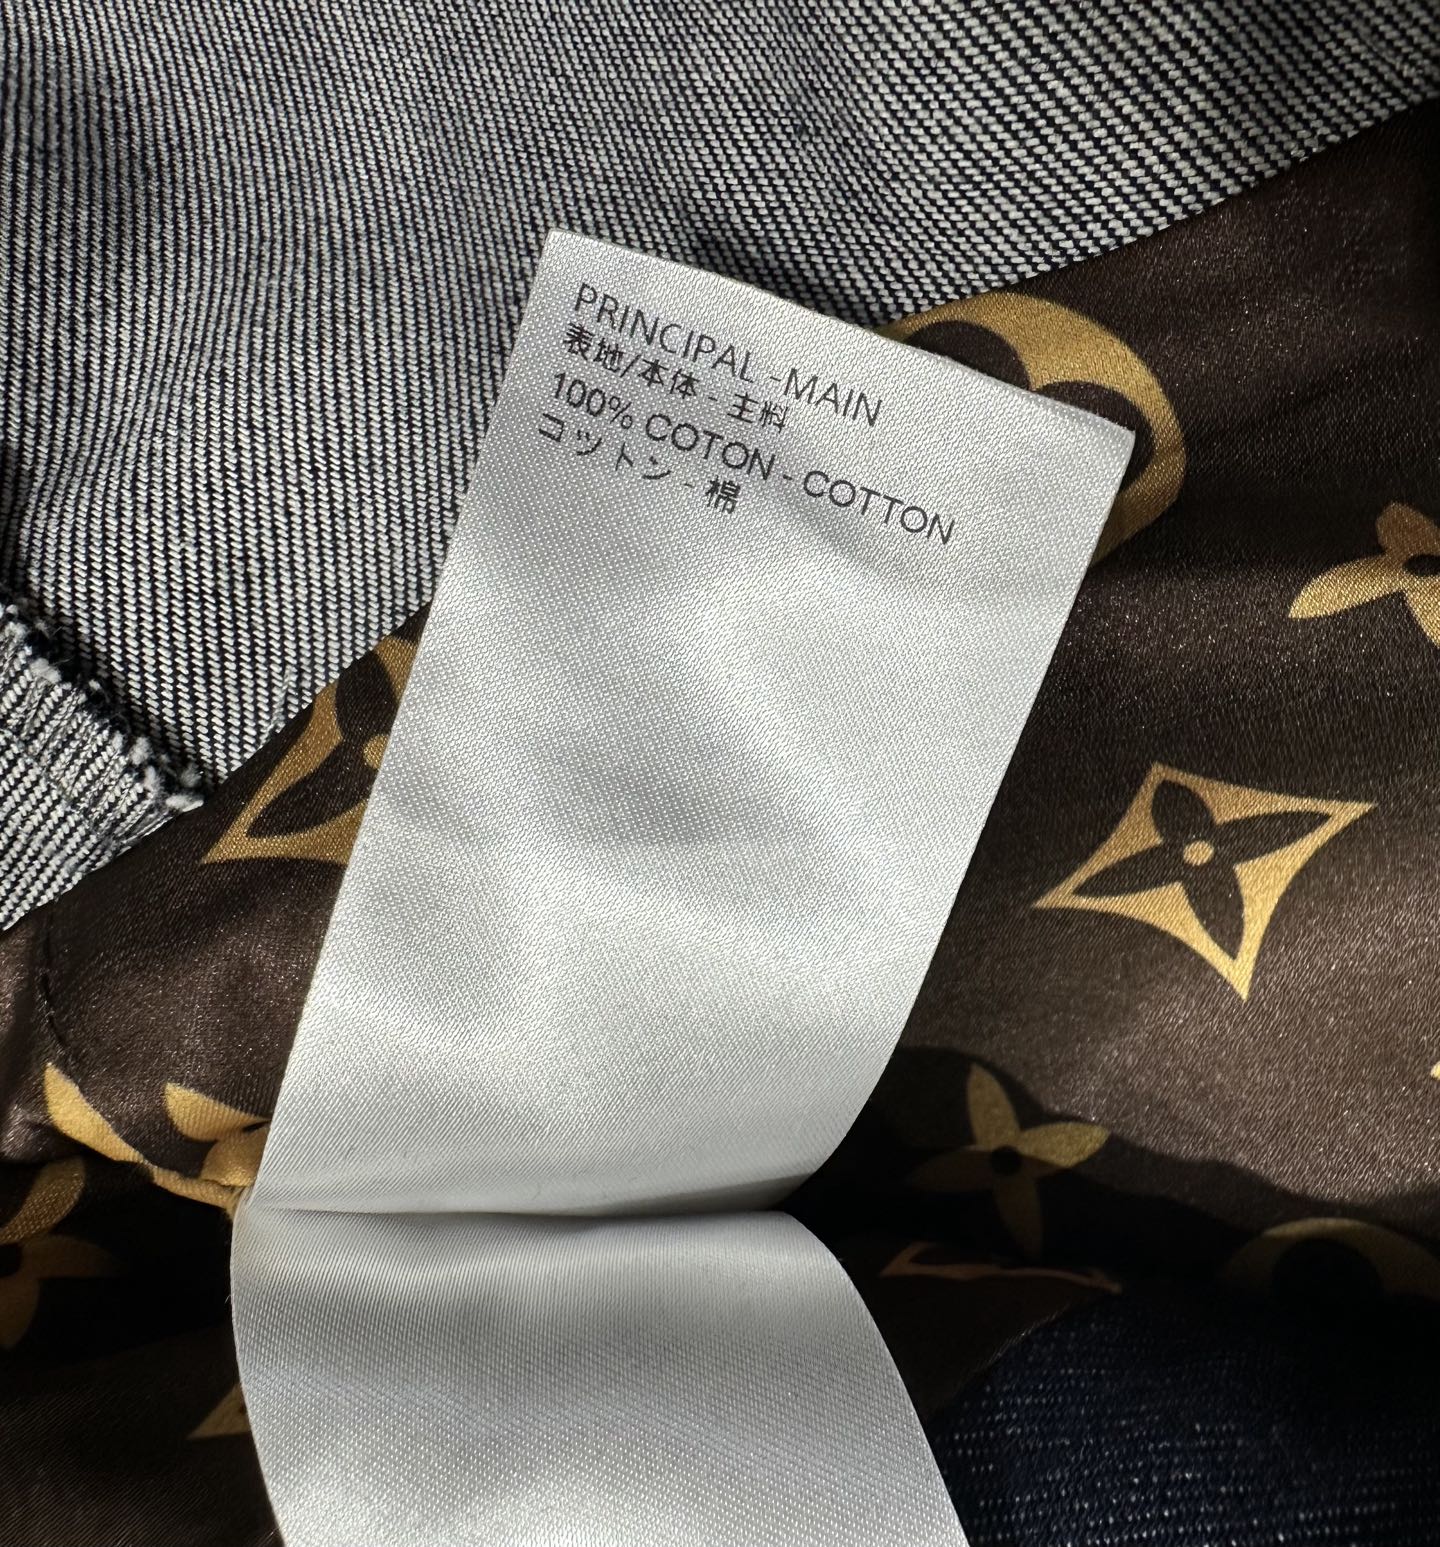 PRINCIPAL -MAIN
表地/本体 - 主料
100% COTON - COTTON
コットン - 棉